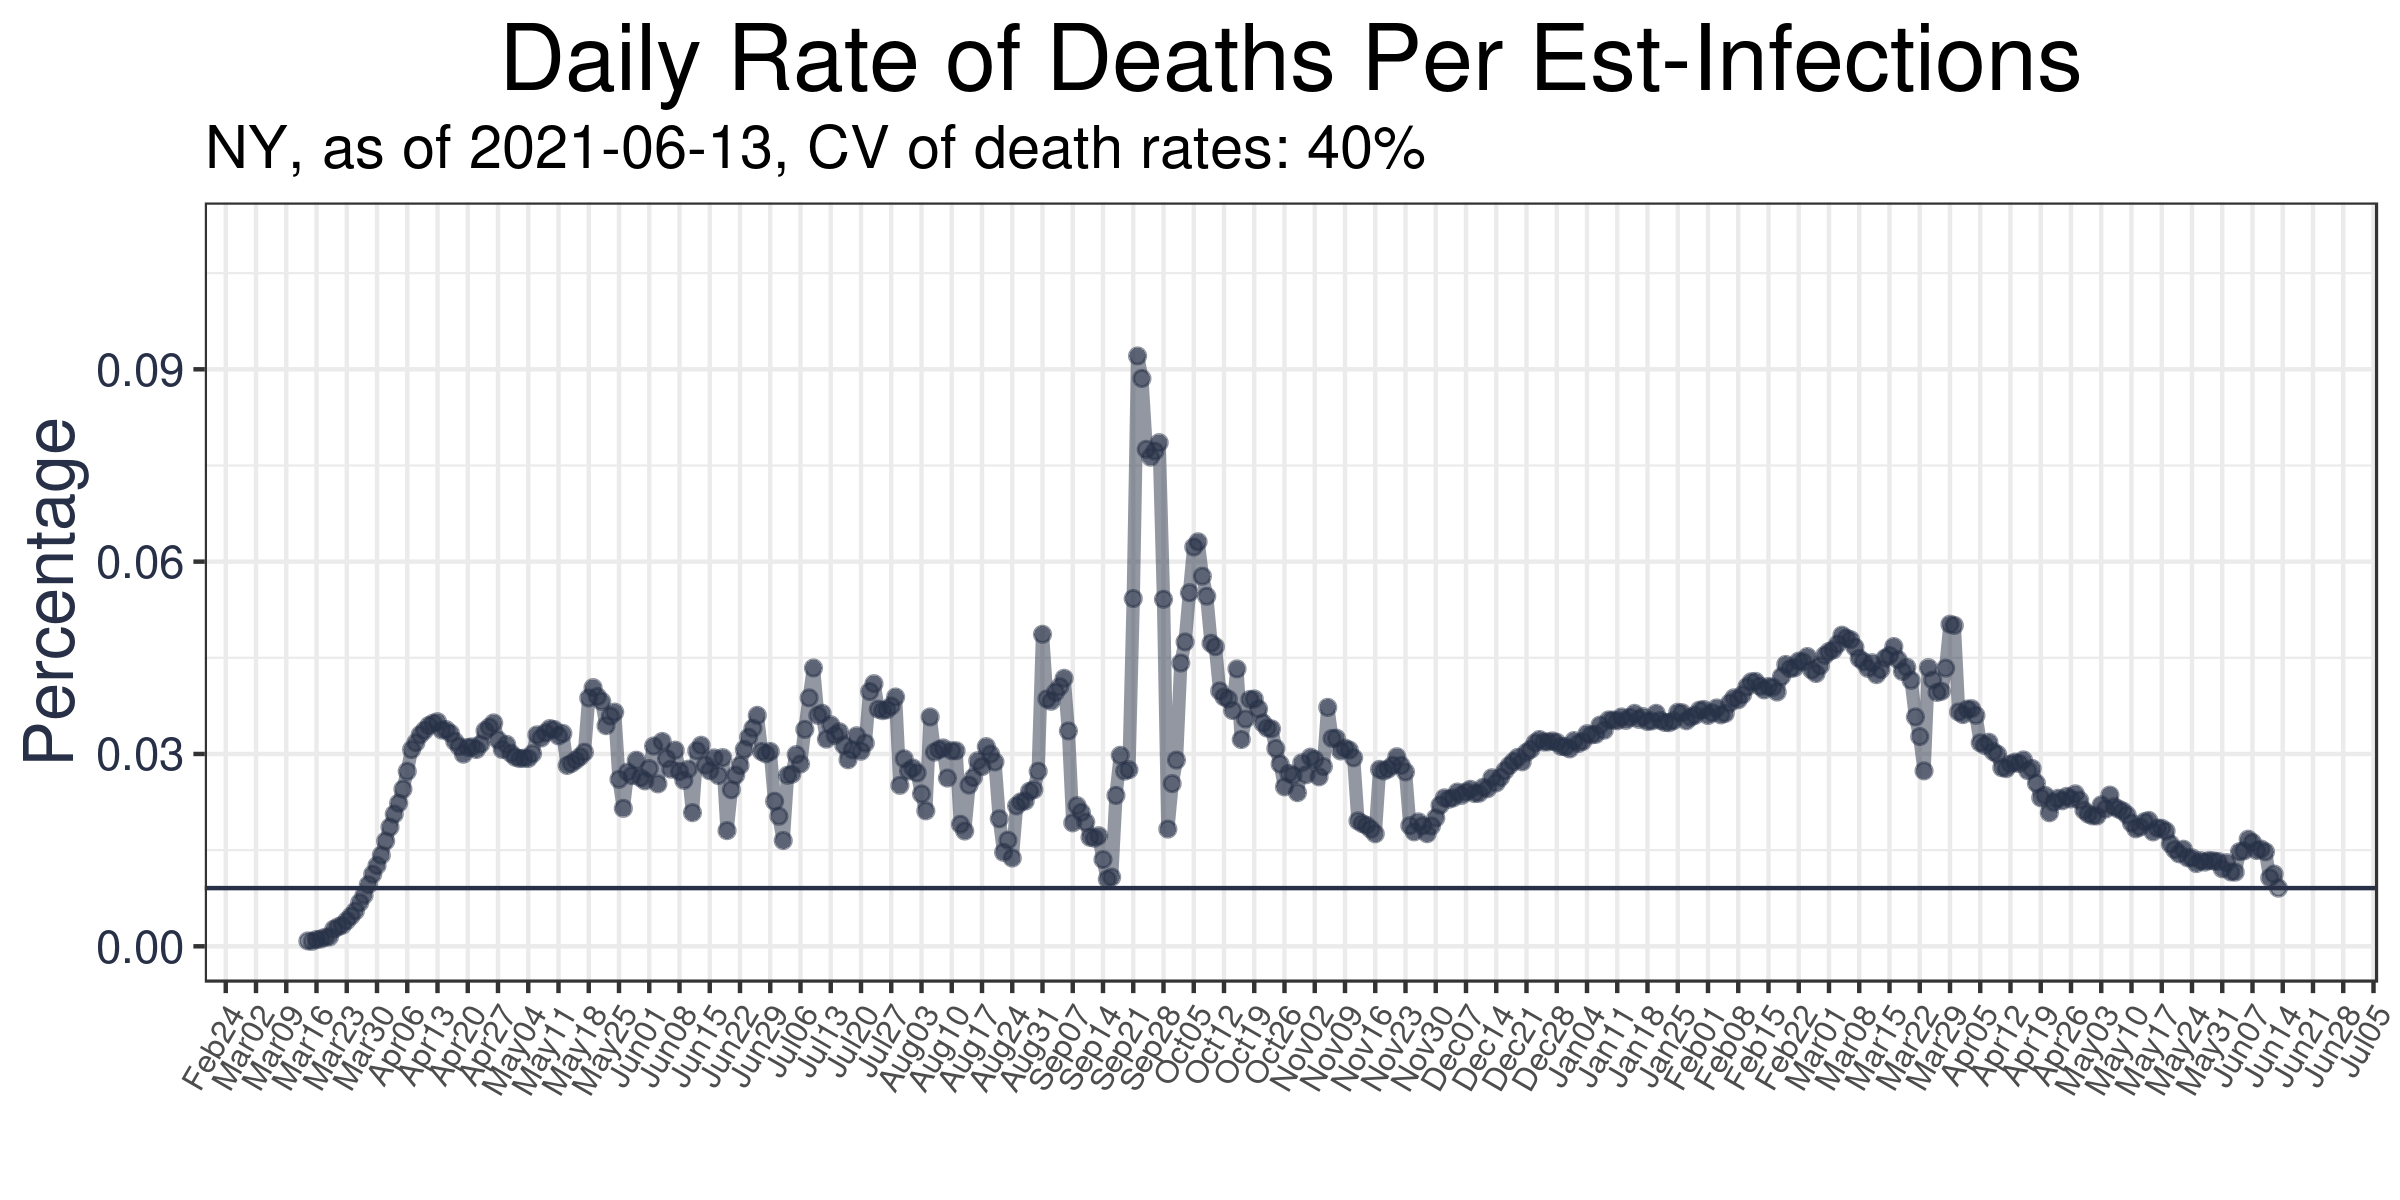 Daily Rate of Deaths Per Est-Infections
NY, as of 2021-06-13, CV of death rates: 40%
Percentage
0.09
0.06
0.03
0.00
Feb24
Mar02
Mar09
Mar16
Mar23
Mar30
Apr06
Apr13
Apr20
Apr27
May04
May11
May18
May25
Jun01
Jun08
Jun15
Jun22
Jun29
Jul06
Jul13
Jul20
Jul27
Aug03
Aug10
Aug17
Aug24
Aug31
Sep07
Sep14
Sep21
Sep28
Oct05
Oct12
Oct19
Oct26
Nov02
Nov09
Nov16
Nov23
Nov30
Dec07
Dec14
Dec21
Dec28
Jan04
Jan11
Jan18
Jan25
Feb01
Feb08
Feb15
Feb22
Mar01
Mar08
Mar15
Mar22
Mar29
Apr05
Apr12
Apr19
Apr26
May03
May10
May17
May24
May31
Jun07
Jun14
Jun21
Jun28
Jul05